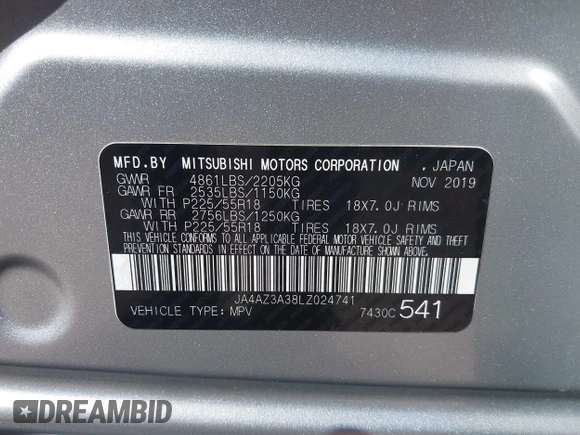 MFD.BY MITSUBISHI MOTORS CORPORATION , JAPAN
GVWR 4861LBS/2205KG NOV 2019
GAWR FR 2535LBS/1150KG
WITH P225/55R18 TIRES 18X7.0J RIMS
GAWR RR 2756LBS/1250KG
WITH P225/55R18 TIRES 18X7.0J RIMS
THIS VEHICLE CONFORMS TO ALL APPLICABLE FEDERAL MOTOR VEHICLE SAFETY AND THEFT
PREVENTION STANDARDS IN EFFECT ON THE DATE OF MANUFACTURE SHOWN ABOVE.
JA4AZ3A38LZ024741
VEHICLE TYPE:MPV 7430C 541
DREAMBID